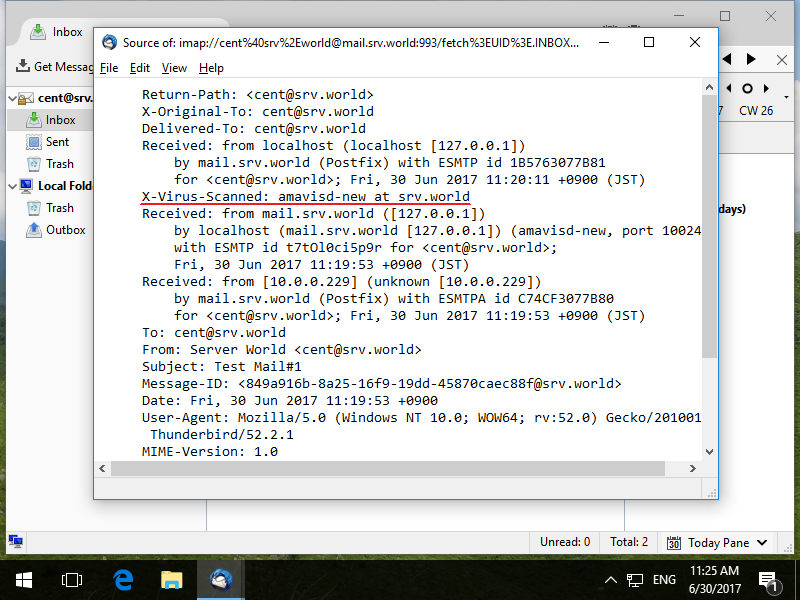 Inbox
Source of: imap://cent%40srv%2Eworld@mail.srv.world:993/fetch%3EUID%3E.INBOX...
Get Messag
File Edit View Help
cent@srv.
Inbox
Sent
Trash
Local Fold
Trash
Outbox
7 CW 26
days)
Return-Path: <cent@srv.world>
X-Original-To: cent@srv.world
Delivered-To: cent@srv.world
Received: from localhost (localhost [127.0.0.1])
by mail.srv.world (Postfix) with ESMTP id 1B5763077B81
for <cent@srv.world>; Fri, 30 Jun 2017 11:20:11 +0900 (JST)
X-Virus-Scanned: amavisd-new at srv.world
Received: from mail.srv.world ([127.0.0.1])
by localhost (mail.srv.world [127.0.0.1]) (amavisd-new, port 10024
with ESMTP id t7tOl0ci5p9r for <cent@srv.world>;
Fri, 30 Jun 2017 11:19:53 +0900 (JST)
Received: from [10.0.0.229] (unknown [10.0.0.229])
by mail.srv.world (Postfix) with ESMTPA id C74CF3077B80
for <cent@srv.world>; Fri, 30 Jun 2017 11:19:53 +0900 (JST)
To: cent@srv.world
From: Server World <cent@srv.world>
Subject: Test Mail#1
Message-ID: <849a916b-8a25-16f9-19dd-45870caec88f@srv.world>
Date: Fri, 30 Jun 2017 11:19:53 +0900
User-Agent: Mozilla/5.0 (Windows NT 10.0; WOW64; rv:52.0) Gecko/201001
Thunderbird/52.2.1
MIME-Version: 1.0
Unread: 0 Total: 2 30 Today Pane
ENG
11:25 AM
6/30/2017
1